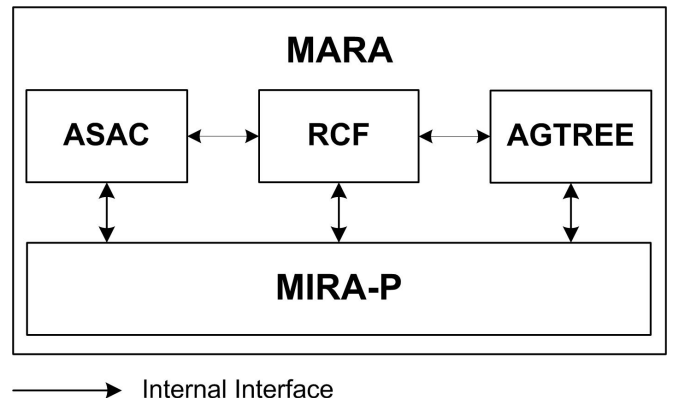 MARA
ASAC
RCF
AGTREE
MIRA-P
Internal Interface